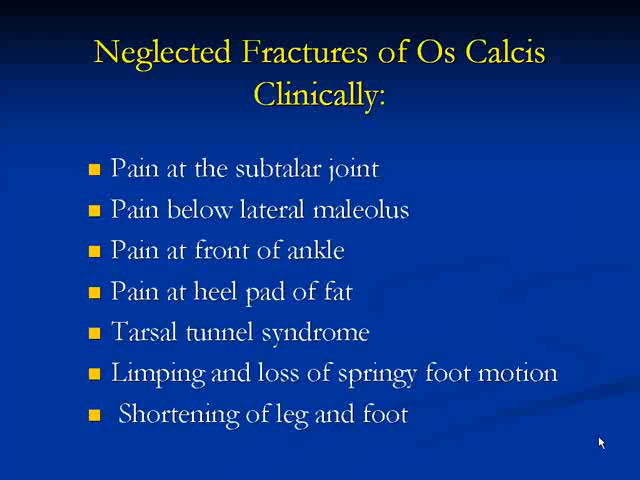 Neglected Fractures of Os Calcis
Clinically:
Pain at the subtalar joint
Pain below lateral maleolus
Pain at front of ankle
Pain at heel pad of fat
Tarsal tunnel syndrome
Limping and loss of springy foot motion
Shortening of leg and foot